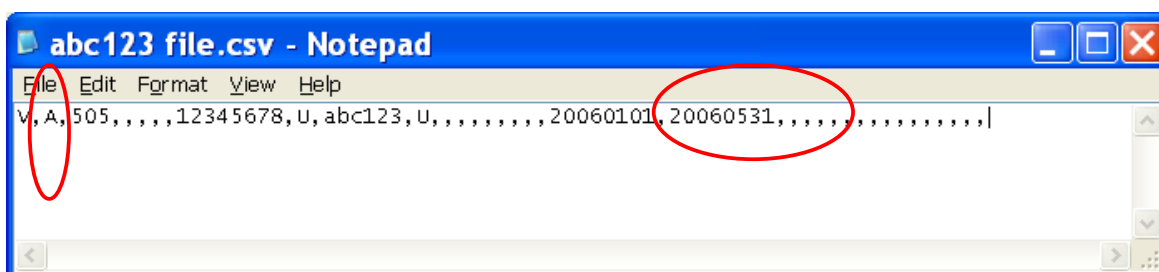 abc123 file.csv - Notepad
File Edit Format View Help
V,A,505,,,,,12345678,U,abc123,U,,,,,,,,,20060101,20060531,,,,,,,,,,,,,,,,